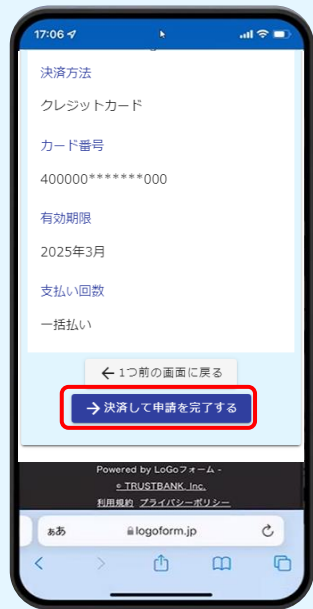 17:06
決済方法
クレジットカード
カード番号
400000*******000
有効期限
2025年3月
支払い回数
一括払い
← 1つ前の画面に戻る
→ 決済して申請を完了する
Powered by LoGoフォーム -
© TRUSTBANK, Inc.
利用規約 プライバシーポリシー
ぁあ logoform.jp